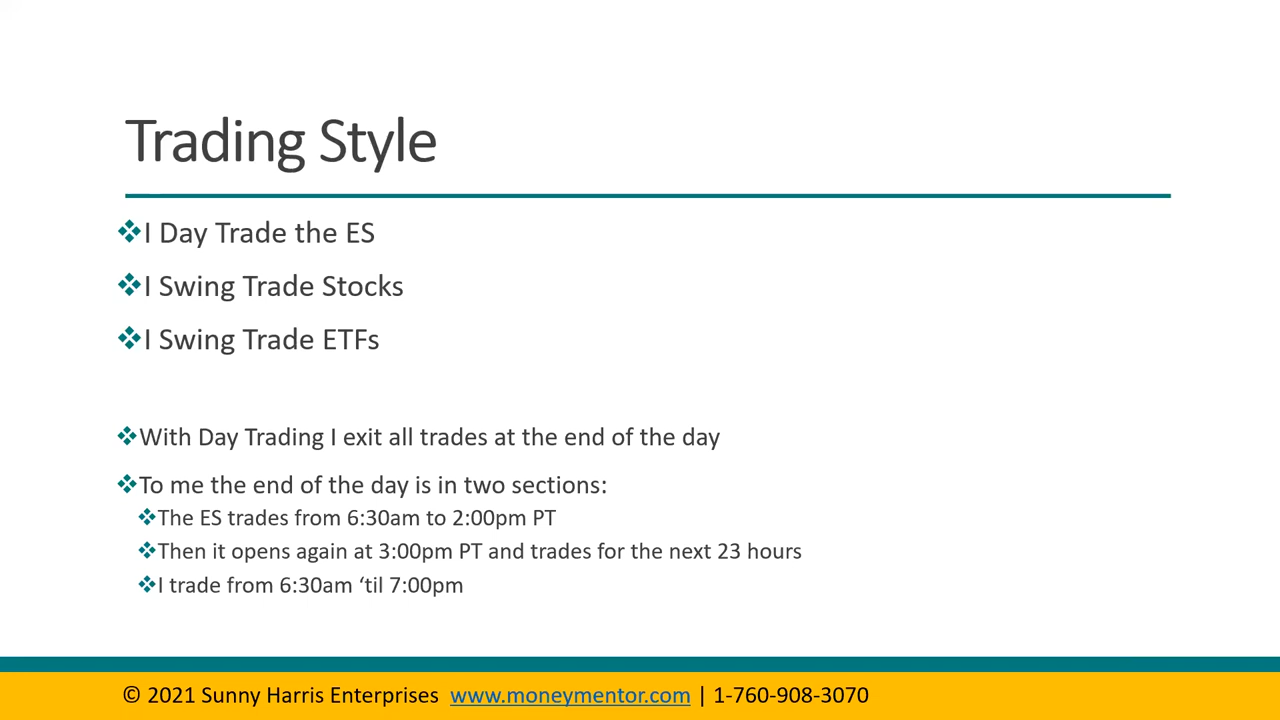 Trading Style
❖I Day Trade the ES
❖I Swing Trade Stocks
❖I Swing Trade ETFs
❖With Day Trading I exit all trades at the end of the day
❖To me the end of the day is in two sections:
❖The ES trades from 6:30am to 2:00pm PT
❖Then it opens again at 3:00pm PT and trades for the next 23 hours
❖I trade from 6:30am ‘til 7:00pm
© 2021 Sunny Harris Enterprises www.moneymentor.com | 1-760-908-3070